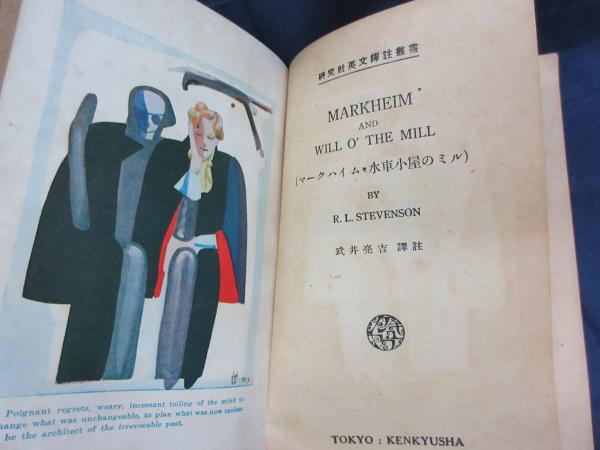 Poignant regrets, weary, incessant toiling of the mind to
change what was unchangeable, to plan what was now useless
be the architect of the irrevocable past.
研究社英文譯註叢書
MARKHEIM
AND
WILL O' THE MILL
(マークハイム・水車小屋のミル)
BY
R. L. STEVENSON
武井亮吉 譯註
TOKYO : KENKYUSHA